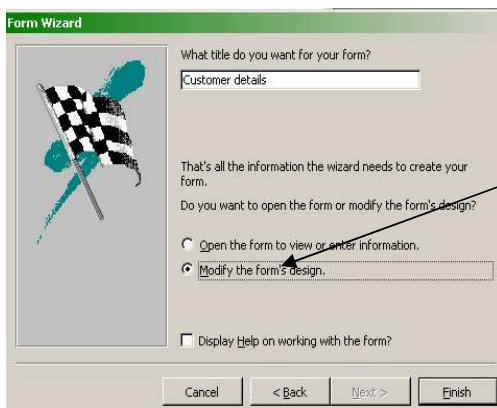 Form Wizard
What title do you want for your form?
Customer details
That's all the information the wizard needs to create your
form.
Do you want to open the form or modify the form's design?
Open the form to view or enter information.
Modify the form's design.
Display Help on working with the form?
Cancel
< Back
Next >
Finish